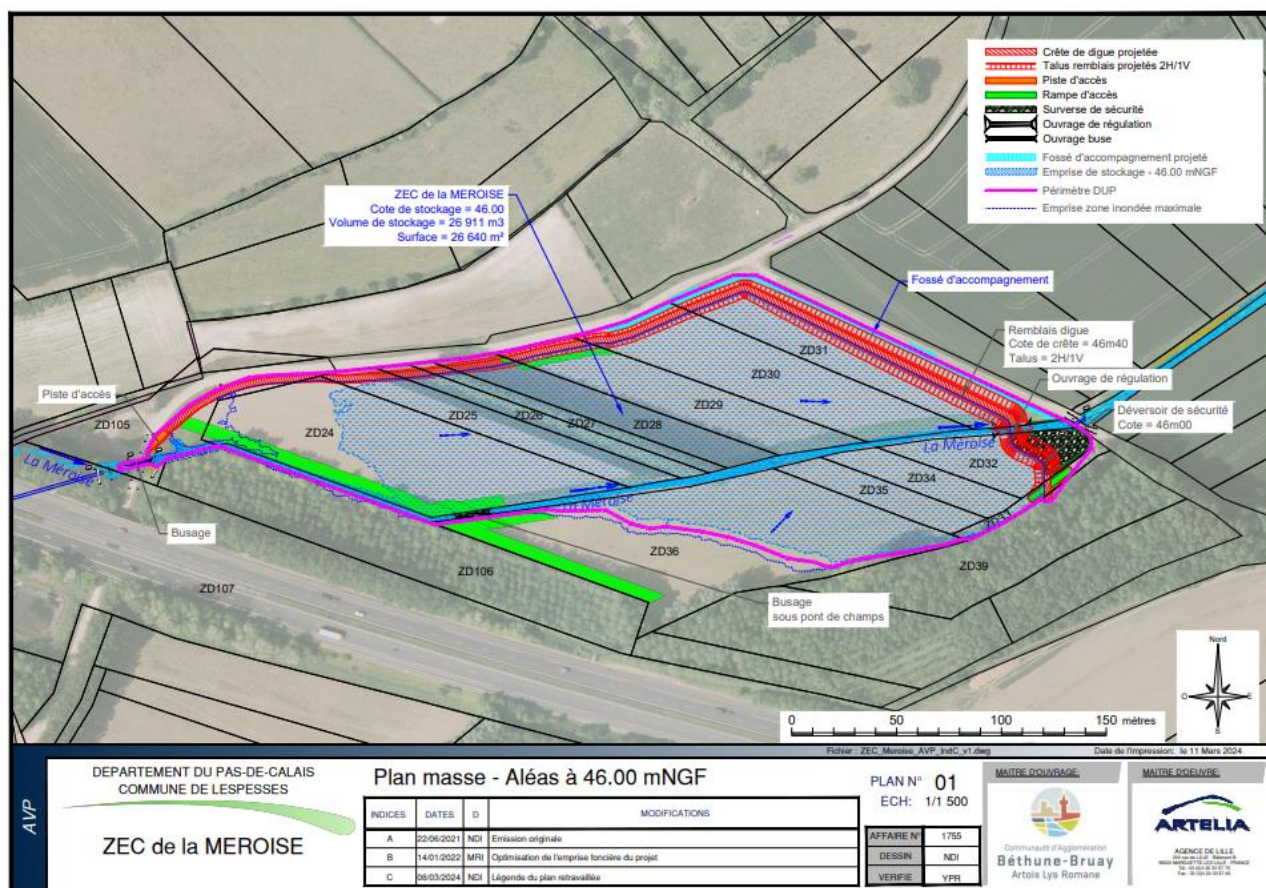 Crête de digue projetée
Talus remblais projetés 2H/1V
Piste d'accès
Rampe d'accès
Surverse de sécurité
Ouvrage de régulation
Ouvrage buse
Fossé d'accompagnement projeté
Emprise de stockage - 46.00 mNGF
Périmètre DUP
Emprise zone inondée maximale
ZEC de la MEROISE
Cote de stockage = 46.00
Volume de stockage = 26 911 m3
Surface = 26 640 m²
Fossé d'accompagnement
Remblais digue
Cote de crête = 46m40
Talus = 2H/1V
Ouvrage de régulation
Déversoir de sécurité
Cote = 46m00
Piste d'accès
ZD105
ZD24
ZD25
ZD26
ZD27
ZD28
ZD29
ZD30
ZD31
La Méroise
La Méroise
La Méroise
ZD32
ZD34
ZD35
ZD33
ZD36
ZD39
ZD106
ZD107
Busage
Busage
sous pont de champs
Nord
O
E
0 50 100 150 mètres
Fichier : ZEC_Meroise_AVP_IndC_v1.dwg
Date de l'impression: le 11 Mars 2024
AVP
DEPARTEMENT DU PAS-DE-CALAIS
COMMUNE DE LESPESSES
ZEC de la MEROISE
Plan masse - Aléas à 46.00 mNGF
INDICES DATES D MODIFICATIONS
A 22/06/2021 NDI Emission originale
B 14/01/2022 MRI Optimisation de l'emprise foncière du projet
C 08/03/2024 NDI Légende du plan retravaillée
PLAN N° 01
ECH: 1/1 500
AFFAIRE N° 1755
DESSIN NDI
VERIFIE YPR
MAITRE D'OUVRAGE:
Communauté d'Agglomération
Béthune-Bruay
Artois Lys Romane
MAITRE D'OEUVRE:
ARTELIA
AGENCE DE LILLE